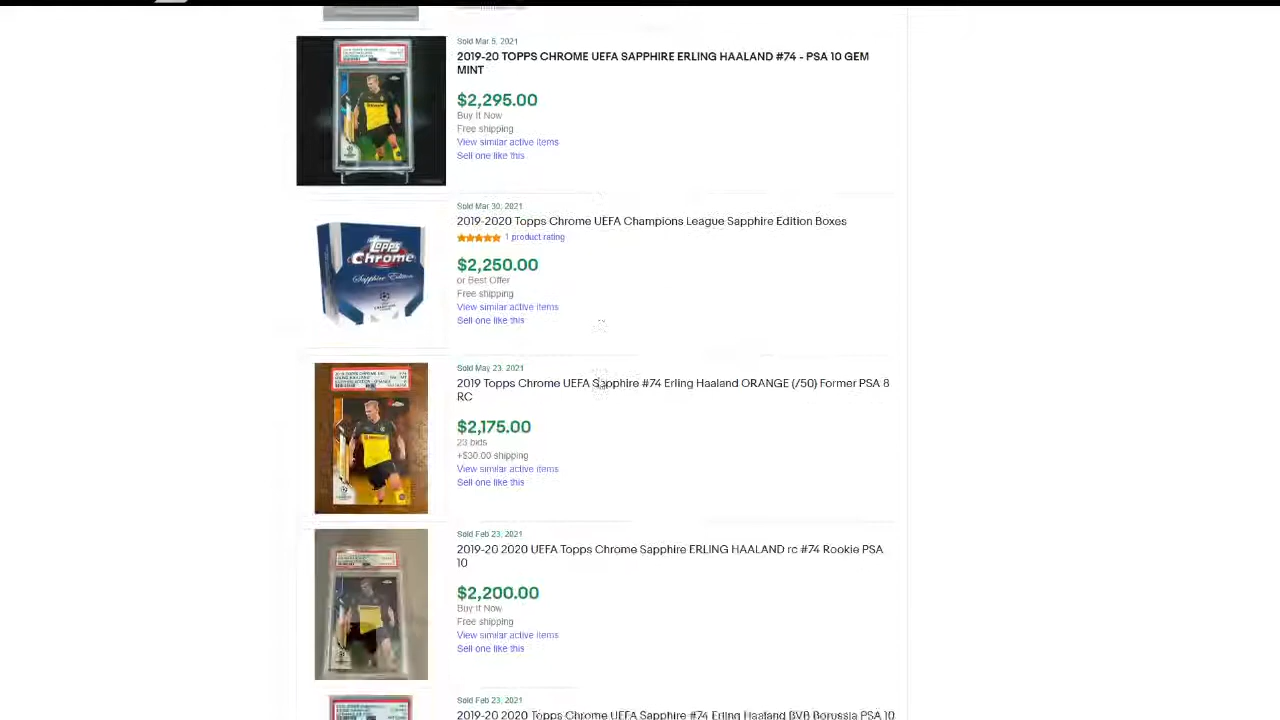 Sold Mar 5, 2021
2019-20 TOPPS CHROME UEFA SAPPHIRE ERLING HAALAND #74 - PSA 10 GEM
MINT
$2,295.00
Buy It Now
Free shipping
View similar active items
Sell one like this
Sold Mar 30, 2021
2019-2020 Topps Chrome UEFA Champions League Sapphire Edition Boxes
1 product rating
$2,250.00
or Best Offer
Free shipping
View similar active items
Sell one like this
Topps
Chrome
Sapphire Edition
Sold May 23, 2021
2019 Topps Chrome UEFA Sapphire #74 Erling Haaland ORANGE (/50) Former PSA 8
RC
$2,175.00
23 bids
+$30.00 shipping
View similar active items
Sell one like this
Sold Feb 23, 2021
2019-20 2020 UEFA Topps Chrome Sapphire ERLING HAALAND rc #74 Rookie PSA
10
$2,200.00
Buy It Now
Free shipping
View similar active items
Sell one like this
Sold Feb 23, 2021
2019-20 2020 Topps Chrome UEFA Sapphire #74 Erling Haaland BVB Borussia PSA 10